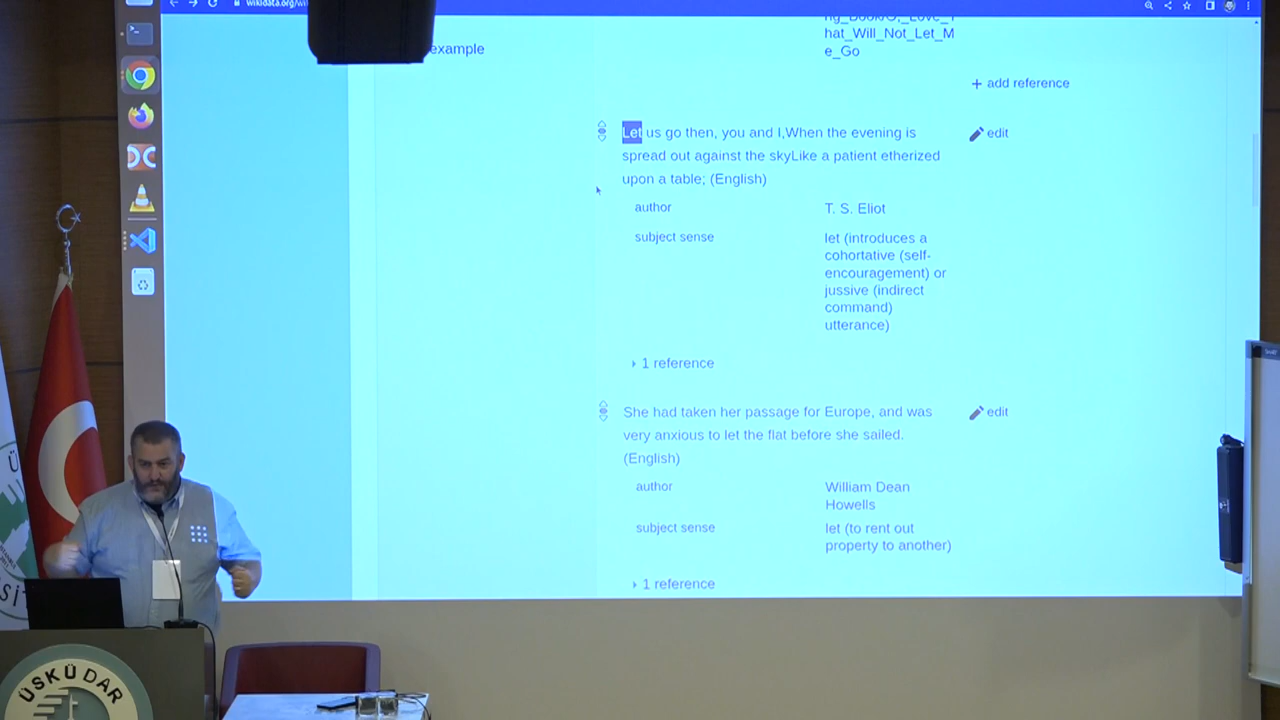 wikidata.org/wi
hat_Will_Not_Let_M
e_Go
example
+ add reference
Let us go then, you and I,When the evening is
spread out against the skyLike a patient etherized
upon a table; (English)
edit
author
T. S. Eliot
subject sense
let (introduces a
cohortative (self-
encouragement) or
jussive (indirect
command)
utterance)
1 reference
She had taken her passage for Europe, and was
very anxious to let the flat before she sailed.
(English)
edit
author
William Dean
Howells
subject sense
let (to rent out
property to another)
1 reference
ÜSKÜDAR